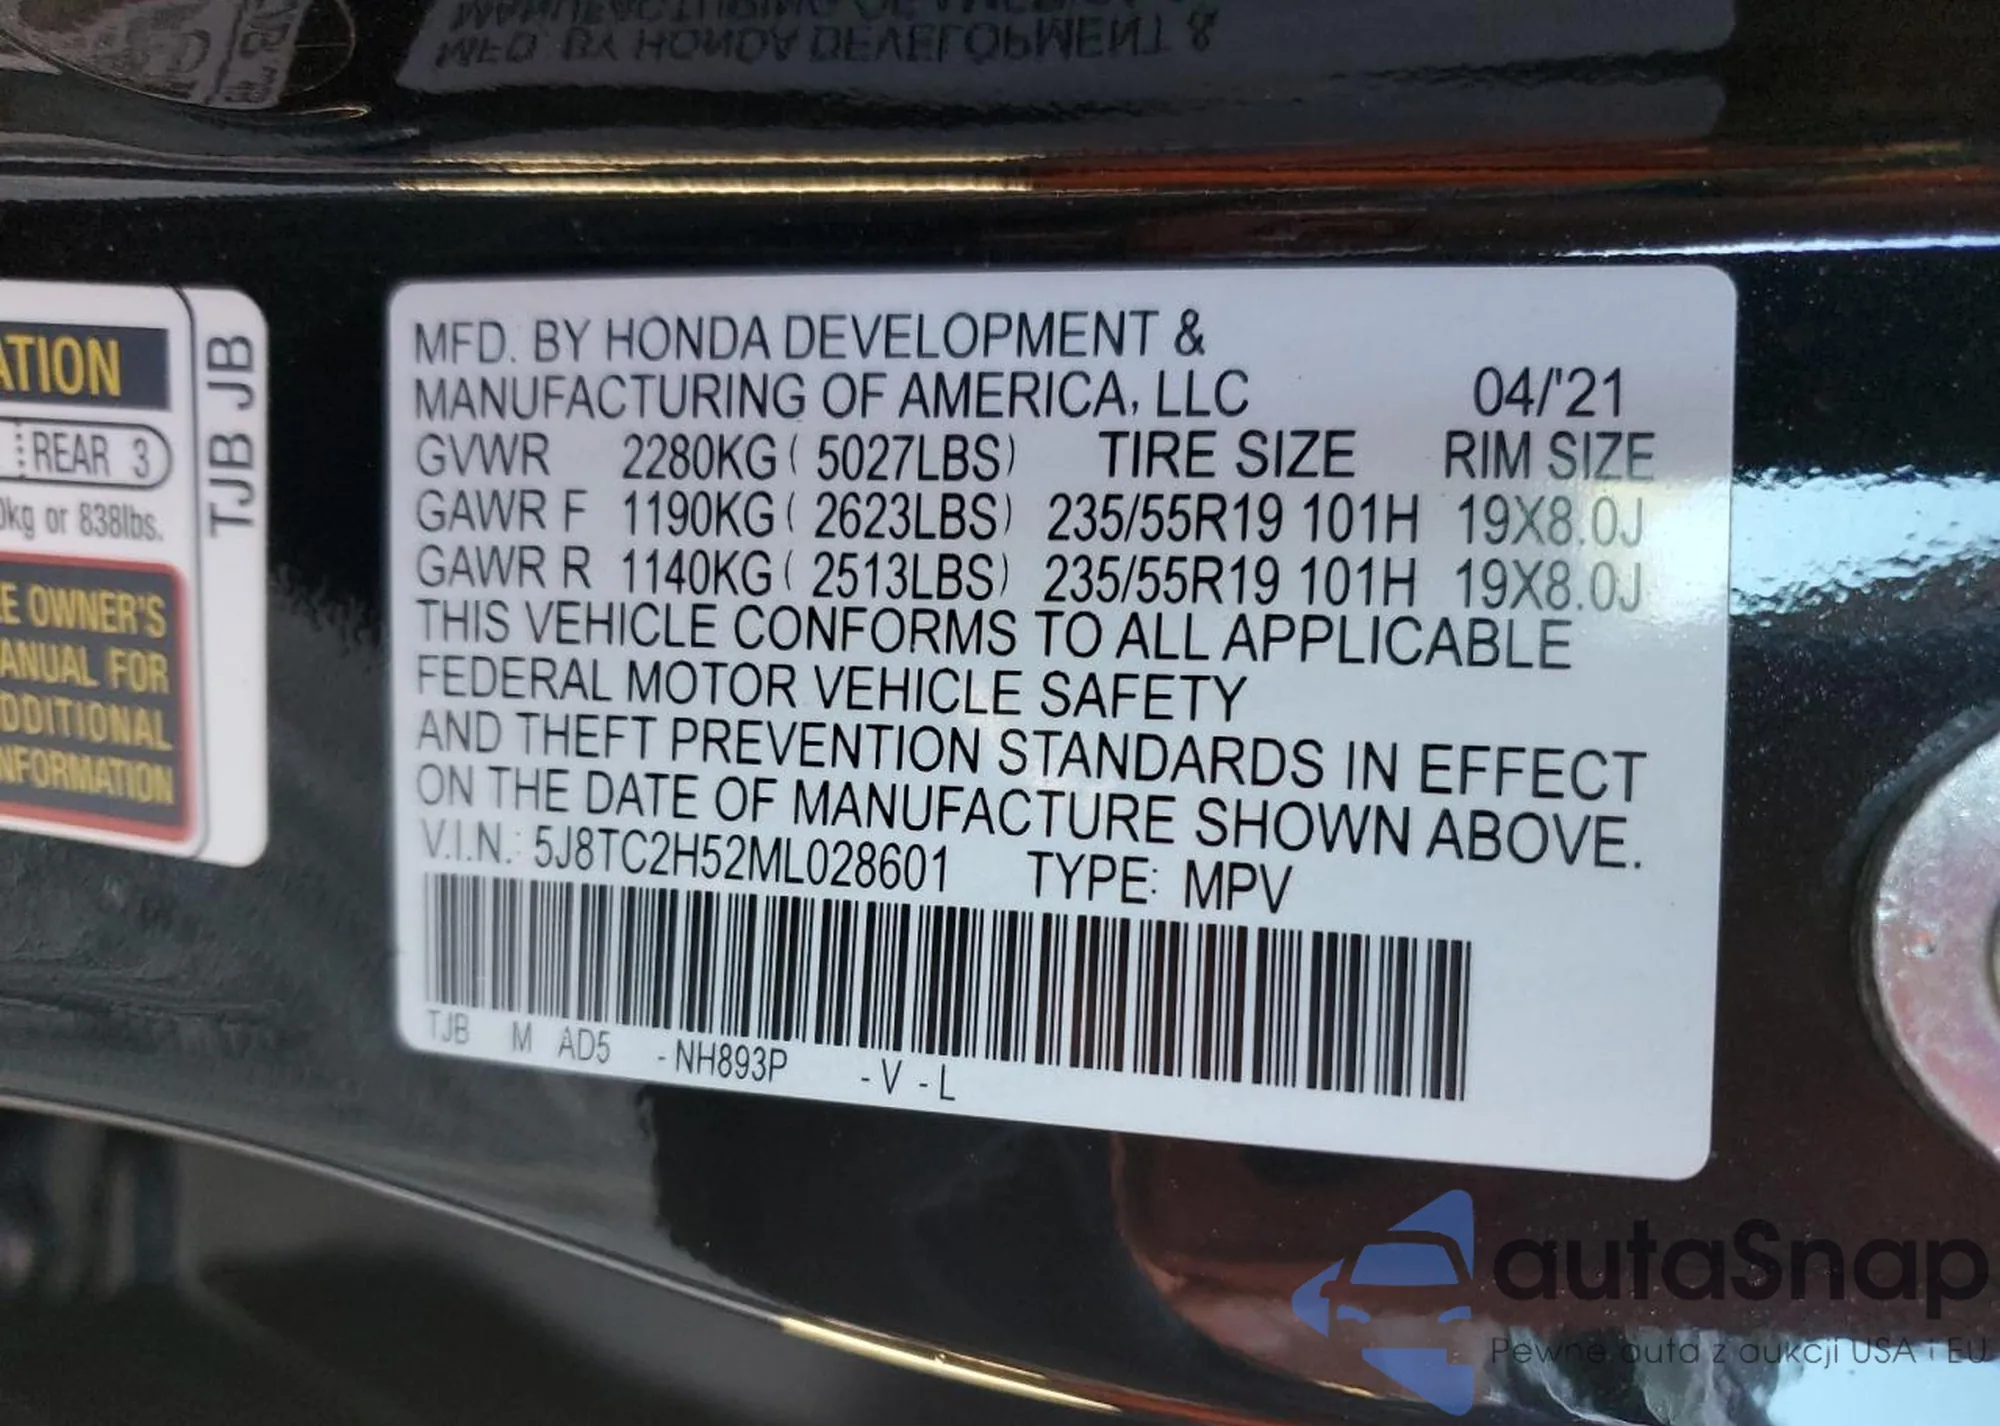 MFD. BY HONDA DEVELOPMENT &
MANUFACTURING OF AMERICA, LLC 04/'21
GVWR 2280KG ( 5027LBS) TIRE SIZE RIM SIZE
GAWR F 1190KG ( 2623LBS) 235/55R19 101H 19X8.0J
GAWR R 1140KG ( 2513LBS) 235/55R19 101H 19X8.0J
THIS VEHICLE CONFORMS TO ALL APPLICABLE
FEDERAL MOTOR VEHICLE SAFETY
AND THEFT PREVENTION STANDARDS IN EFFECT
ON THE DATE OF MANUFACTURE SHOWN ABOVE.
V.I.N.: 5J8TC2H52ML028601 TYPE: MPV
TJB M AD5 -NH893P -V -L
ATION
REAR 3
0kg or 838lbs.
E OWNER'S
ANUAL FOR
DDITIONAL
NFORMATION
TJB JB
MFD. BY HONDA DEVELOPMENT &
MANUFACTURING OF AMERICA
autaSnap
Pewne auta z aukcji USA i EU